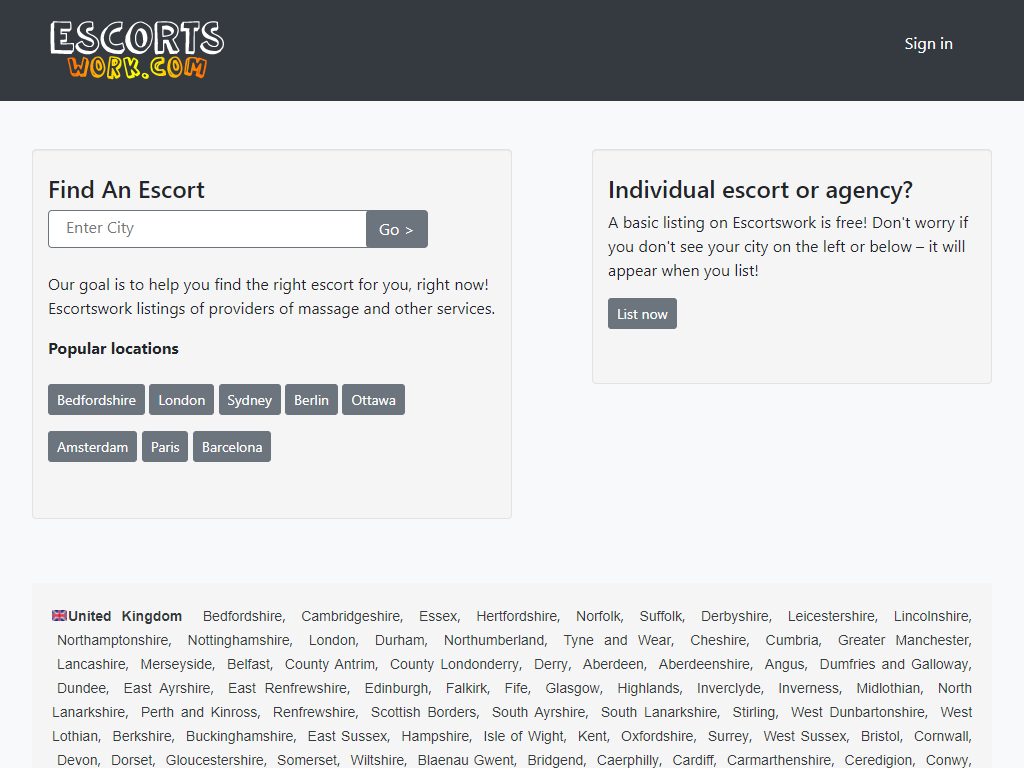 ESCORTS
WORK.COM
Sign in
Find An Escort
Enter City
Go >
Our goal is to help you find the right escort for you, right now!
Escortswork listings of providers of massage and other services.
Popular locations
Bedfordshire London Sydney Berlin Ottawa
Amsterdam Paris Barcelona
Individual escort or agency?
A basic listing on Escortswork is free! Don't worry if
you don't see your city on the left or below – it will
appear when you list!
List now
United Kingdom Bedfordshire, Cambridgeshire, Essex, Hertfordshire, Norfolk, Suffolk, Derbyshire, Leicestershire, Lincolnshire,
Northamptonshire, Nottinghamshire, London, Durham, Northumberland, Tyne and Wear, Cheshire, Cumbria, Greater Manchester,
Lancashire, Merseyside, Belfast, County Antrim, County Londonderry, Derry, Aberdeen, Aberdeenshire, Angus, Dumfries and Galloway,
Dundee, East Ayrshire, East Renfrewshire, Edinburgh, Falkirk, Fife, Glasgow, Highlands, Inverclyde, Inverness, Midlothian, North
Lanarkshire, Perth and Kinross, Renfrewshire, Scottish Borders, South Ayrshire, South Lanarkshire, Stirling, West Dunbartonshire, West
Lothian, Berkshire, Buckinghamshire, East Sussex, Hampshire, Isle of Wight, Kent, Oxfordshire, Surrey, West Sussex, Bristol, Cornwall,
Devon, Dorset, Gloucestershire, Somerset, Wiltshire, Blaenau Gwent, Bridgend, Caerphilly, Cardiff, Carmarthenshire, Ceredigion, Conwy,